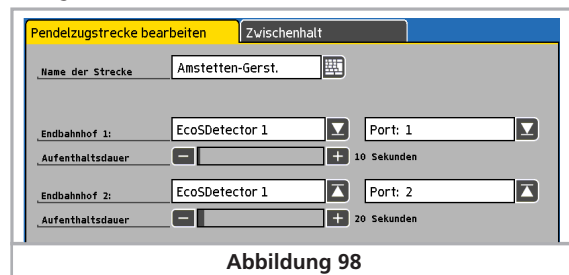 Pendelzugstrecke bearbeiten Zwischenhalt
Name der Strecke Amstetten-Gerst.
Endbahnhof 1: EcoSDetector 1 Port: 1
Aufenthaltsdauer 10 Sekunden
Endbahnhof 2: EcoSDetector 1 Port: 2
Aufenthaltsdauer 20 Sekunden
Abbildung 98